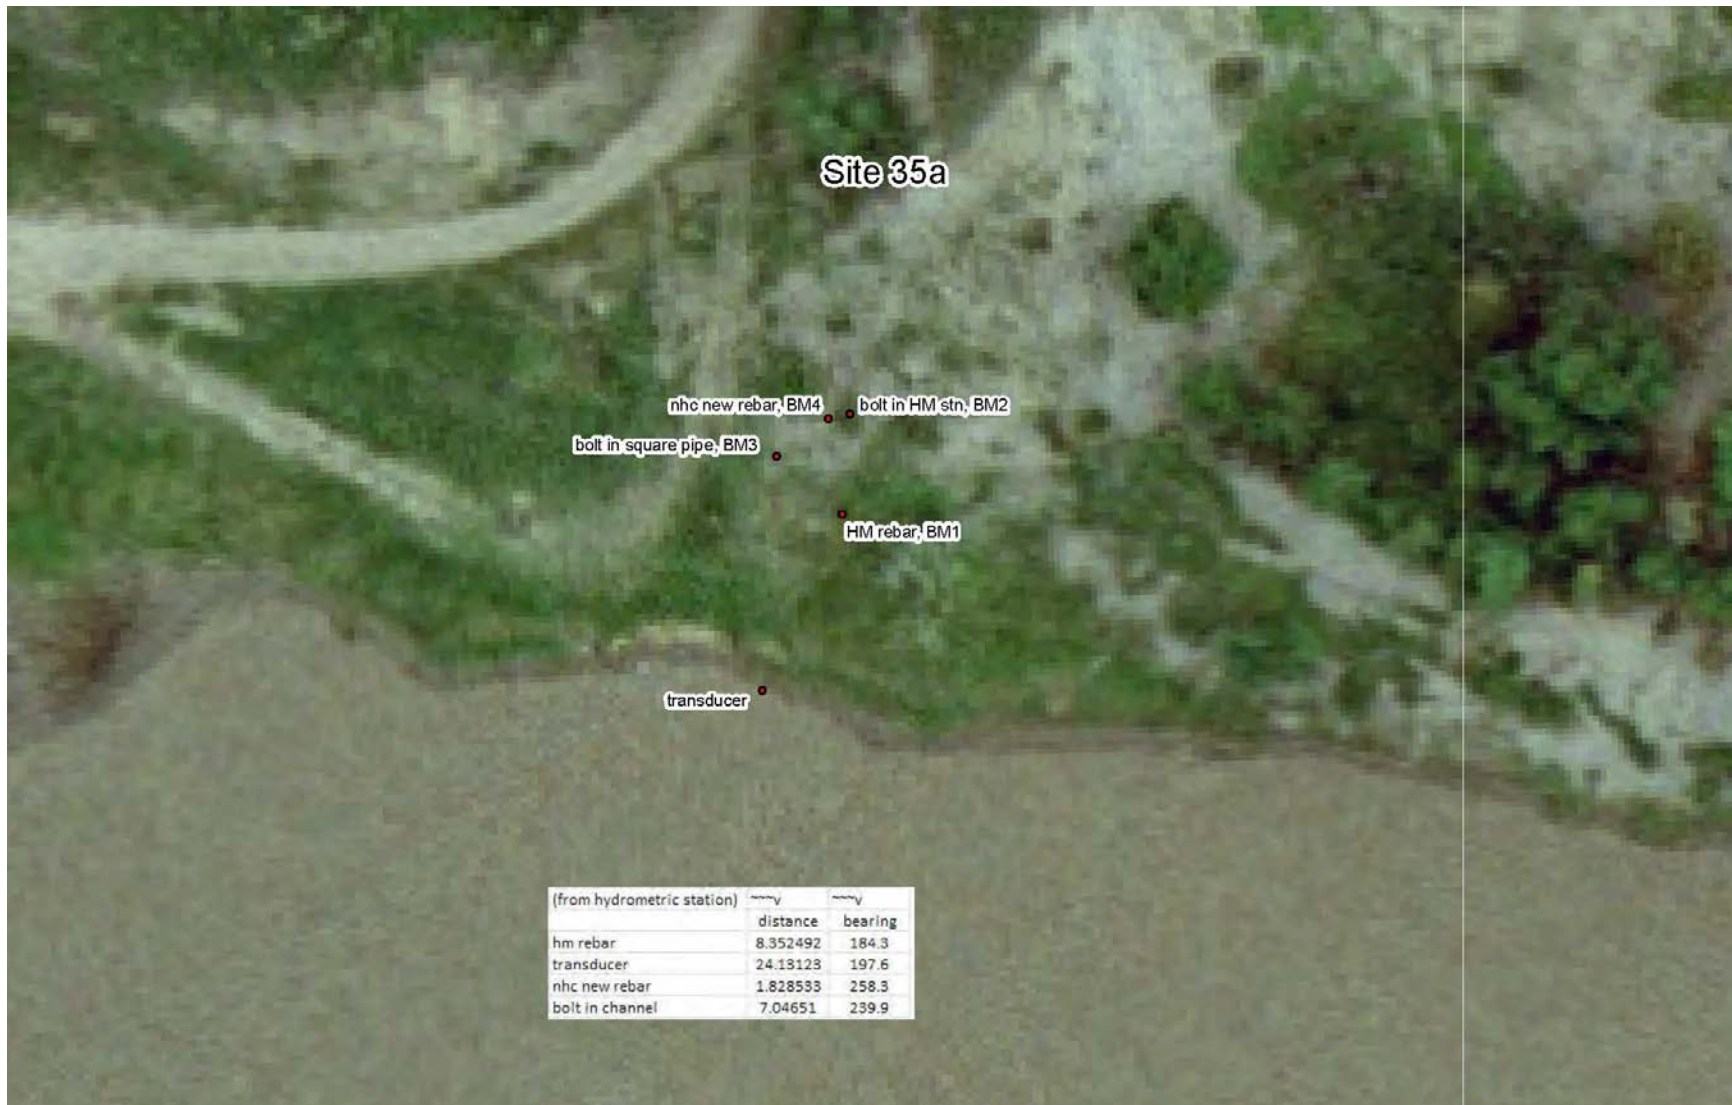 Site 35a
nhc new rebar, BM4
bolt in HM stn, BM2
bolt in square pipe, BM3
HM rebar, BM1
transducer
(from hydrometric station) ~~~v ~~~v
distance bearing
hm rebar 8.352492 184.3
transducer 24.13123 197.6
nhc new rebar 1.828533 258.3
bolt in channel 7.04651 239.9